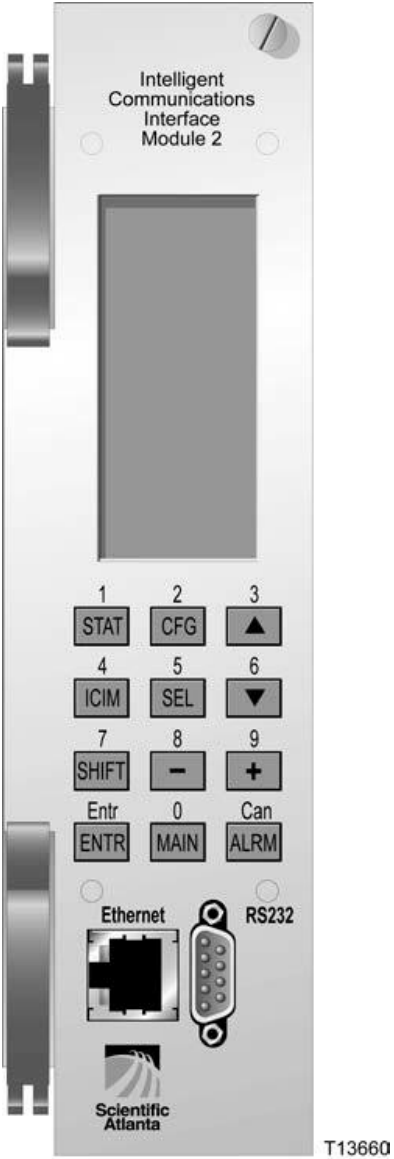 Intelligent
Communications
Interface
Module 2
1 2 3
STAT CFG ▲
4 5 6
ICIM SEL ▼
7 8 9
SHIFT − +
Entr 0 Can
ENTR MAIN ALRM
Ethernet RS232
Scientific
Atlanta
T13660